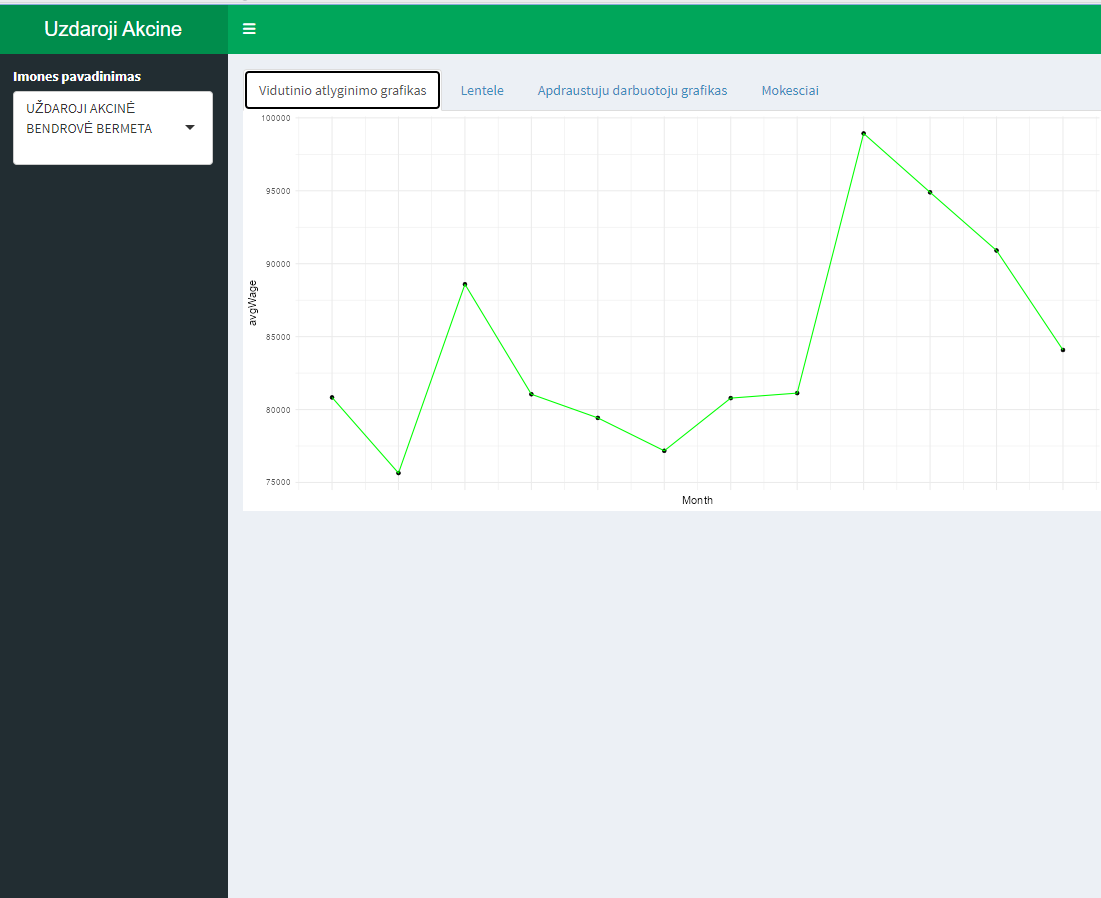 Uzdaroji Akcine
Imones pavadinimas
UŽDAROJI AKCINĖ
BENDROVĖ BERMETA
Vidutinio atlyginimo grafikas
Lentele
Apdraustuju darbuotoju grafikas
Mokesciai
100000
95000
90000
85000
80000
75000
avgWage
Month